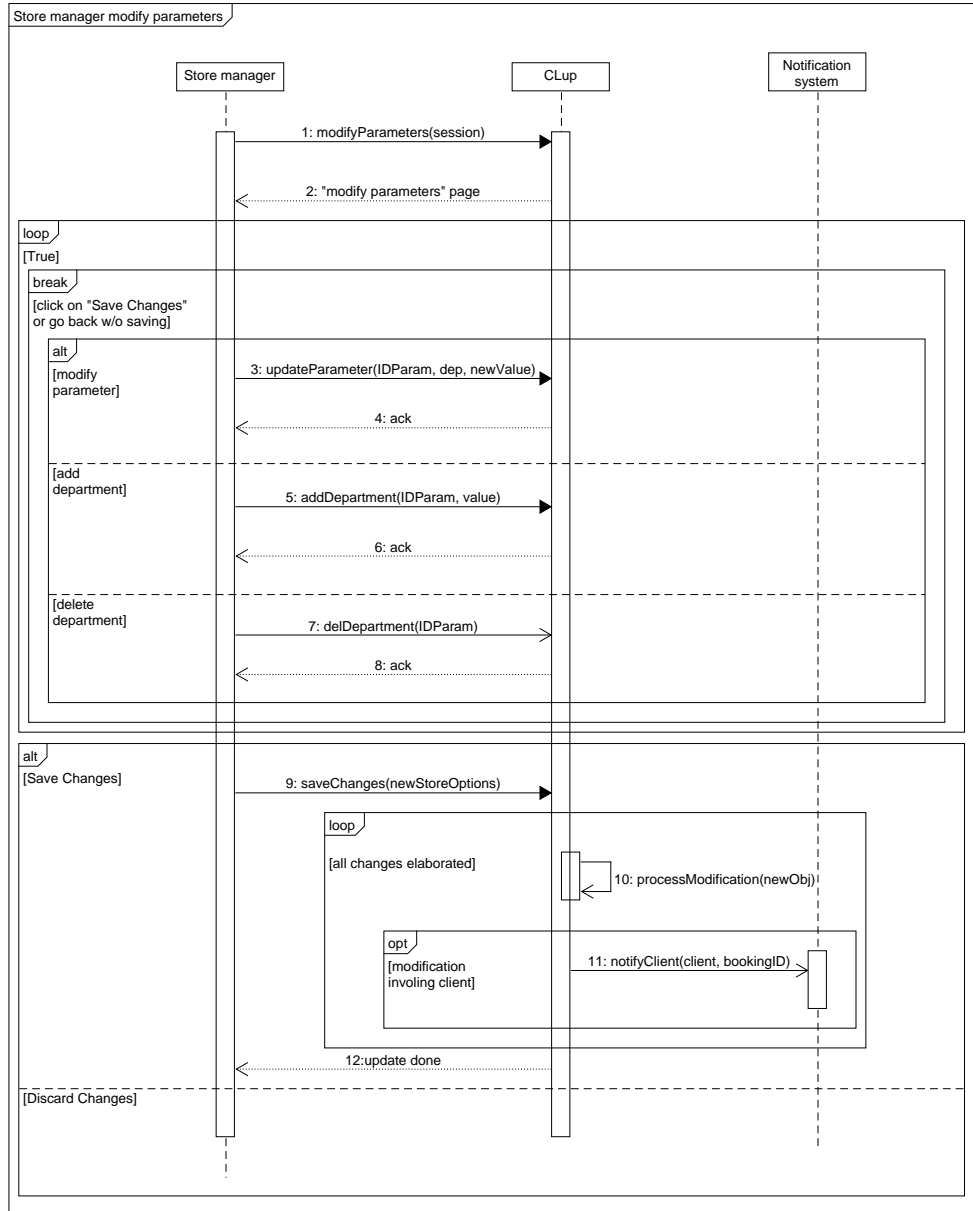 Store manager modify parameters
Store manager
CLup
Notification
system
1: modifyParameters(session)
2: "modify parameters" page
loop
[True]
break
[click on "Save Changes"
or go back w/o saving]
alt
[modify
parameter]
3: updateParameter(IDParam, dep, newValue)
4: ack
[add
department]
5: addDepartment(IDParam, value)
6: ack
[delete
department]
7: delDepartment(IDParam)
8: ack
alt
[Save Changes]
9: saveChanges(newStoreOptions)
loop
[all changes elaborated]
10: processModification(newObj)
opt
[modification
involing client]
11: notifyClient(client, bookingID)
12:update done
[Discard Changes]